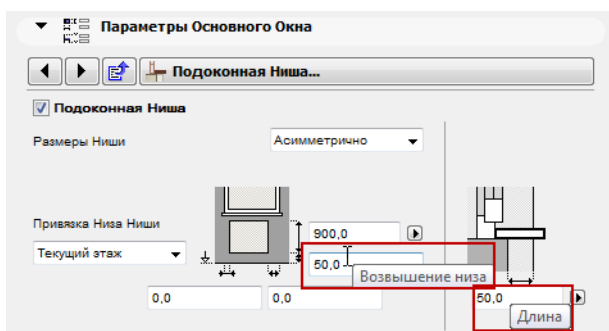 Параметры Основного Окна
Подоконная Ниша...
Подоконная Ниша
Размеры Ниши
Асимметрично
Привязка Низа Ниши
900,0
Текущий этаж
50,0
Возвышение низа
0,0
0,0
50,0
Длина